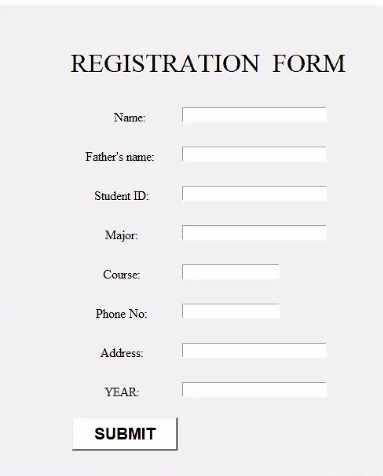 REGISTRATION FORM
Name:
Father's name:
Student ID:
Major:
Course:
Phone No:
Address:
YEAR:
SUBMIT